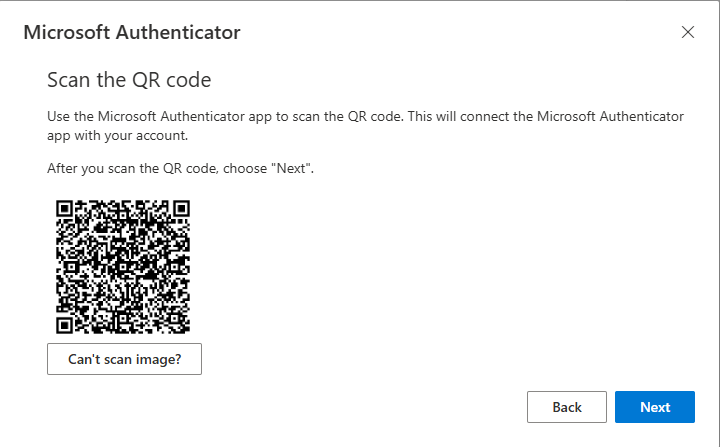 Microsoft Authenticator
Scan the QR code
Use the Microsoft Authenticator app to scan the QR code. This will connect the Microsoft Authenticator
app with your account.
After you scan the QR code, choose "Next".
Can't scan image?
Back
Next